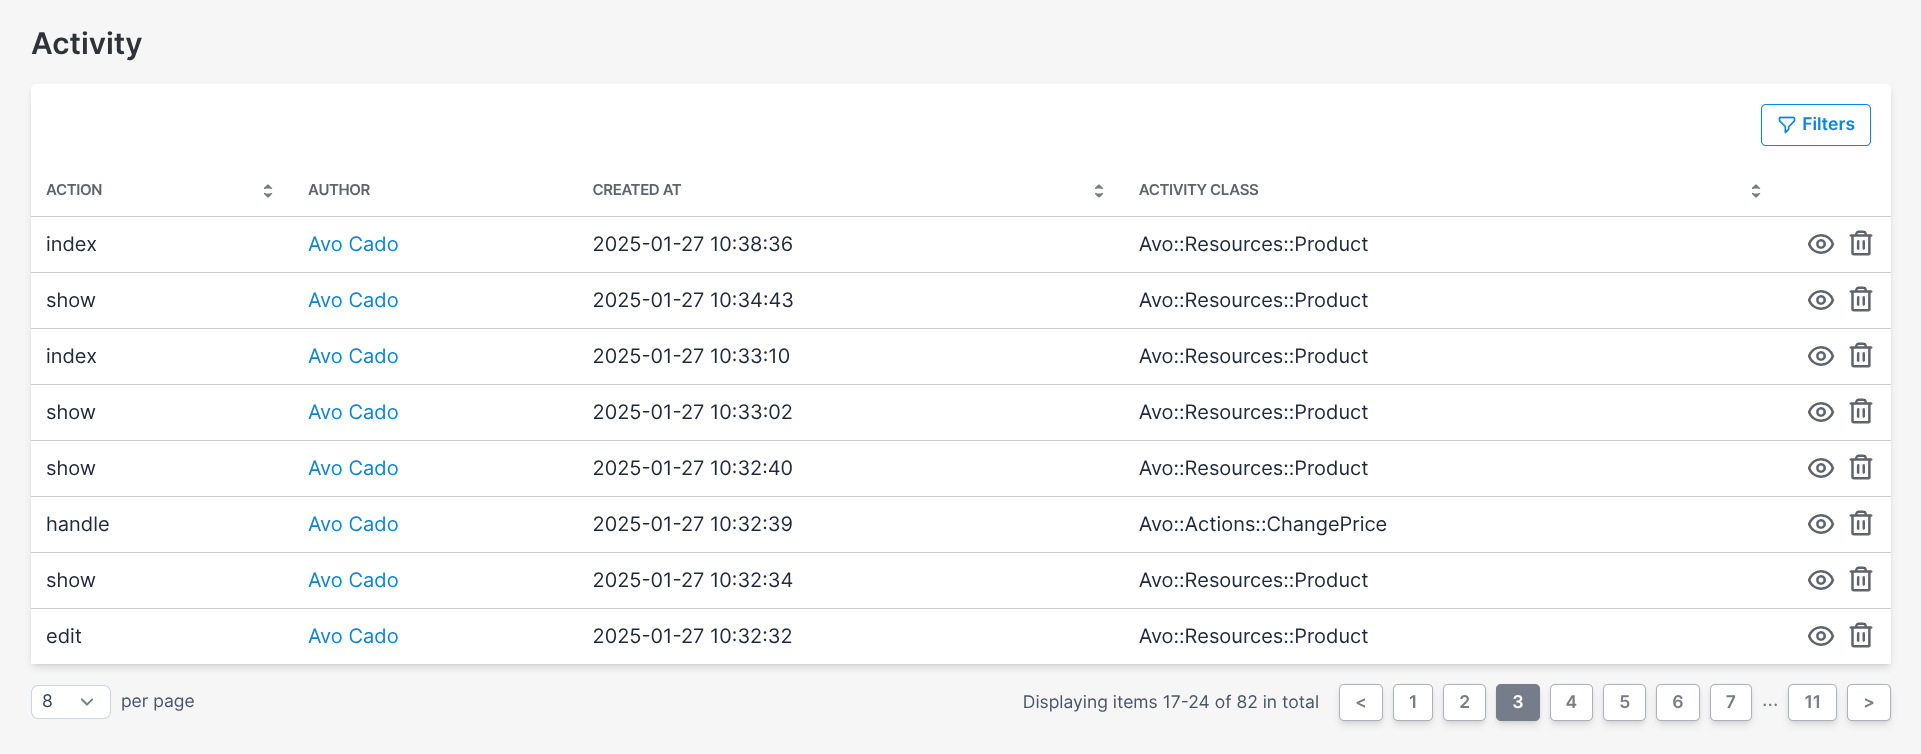 Activity
Filters
ACTION AUTHOR CREATED AT ACTIVITY CLASS
index Avo Cado 2025-01-27 10:38:36 Avo::Resources::Product
show Avo Cado 2025-01-27 10:34:43 Avo::Resources::Product
index Avo Cado 2025-01-27 10:33:10 Avo::Resources::Product
show Avo Cado 2025-01-27 10:33:02 Avo::Resources::Product
show Avo Cado 2025-01-27 10:32:40 Avo::Resources::Product
handle Avo Cado 2025-01-27 10:32:39 Avo::Actions::ChangePrice
show Avo Cado 2025-01-27 10:32:34 Avo::Resources::Product
edit Avo Cado 2025-01-27 10:32:32 Avo::Resources::Product
8 per page Displaying items 17-24 of 82 in total < 1 2 3 4 5 6 7 ... 11 >